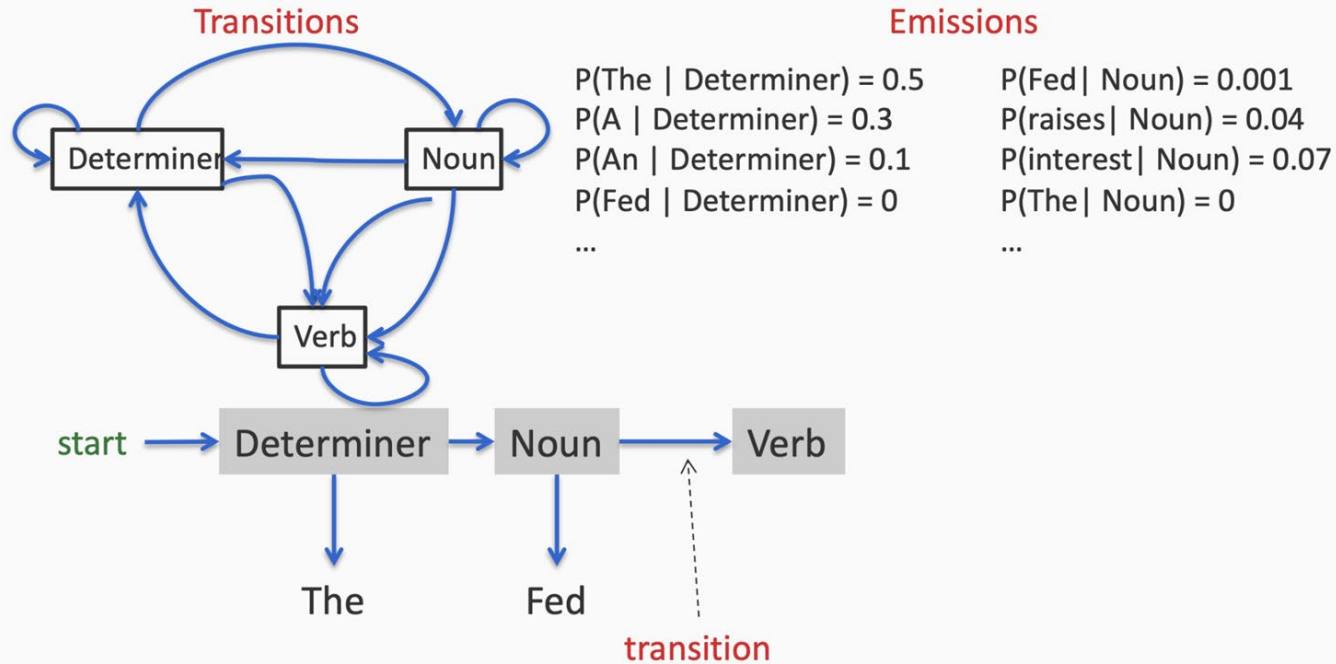 Transitions
Emissions
Determiner
Noun
Verb
P(The | Determiner) = 0.5
P(A | Determiner) = 0.3
P(An | Determiner) = 0.1
P(Fed | Determiner) = 0
...
P(Fed| Noun) = 0.001
P(raises| Noun) = 0.04
P(interest| Noun) = 0.07
P(The| Noun) = 0
...
start
Determiner
Noun
Verb
The
Fed
transition